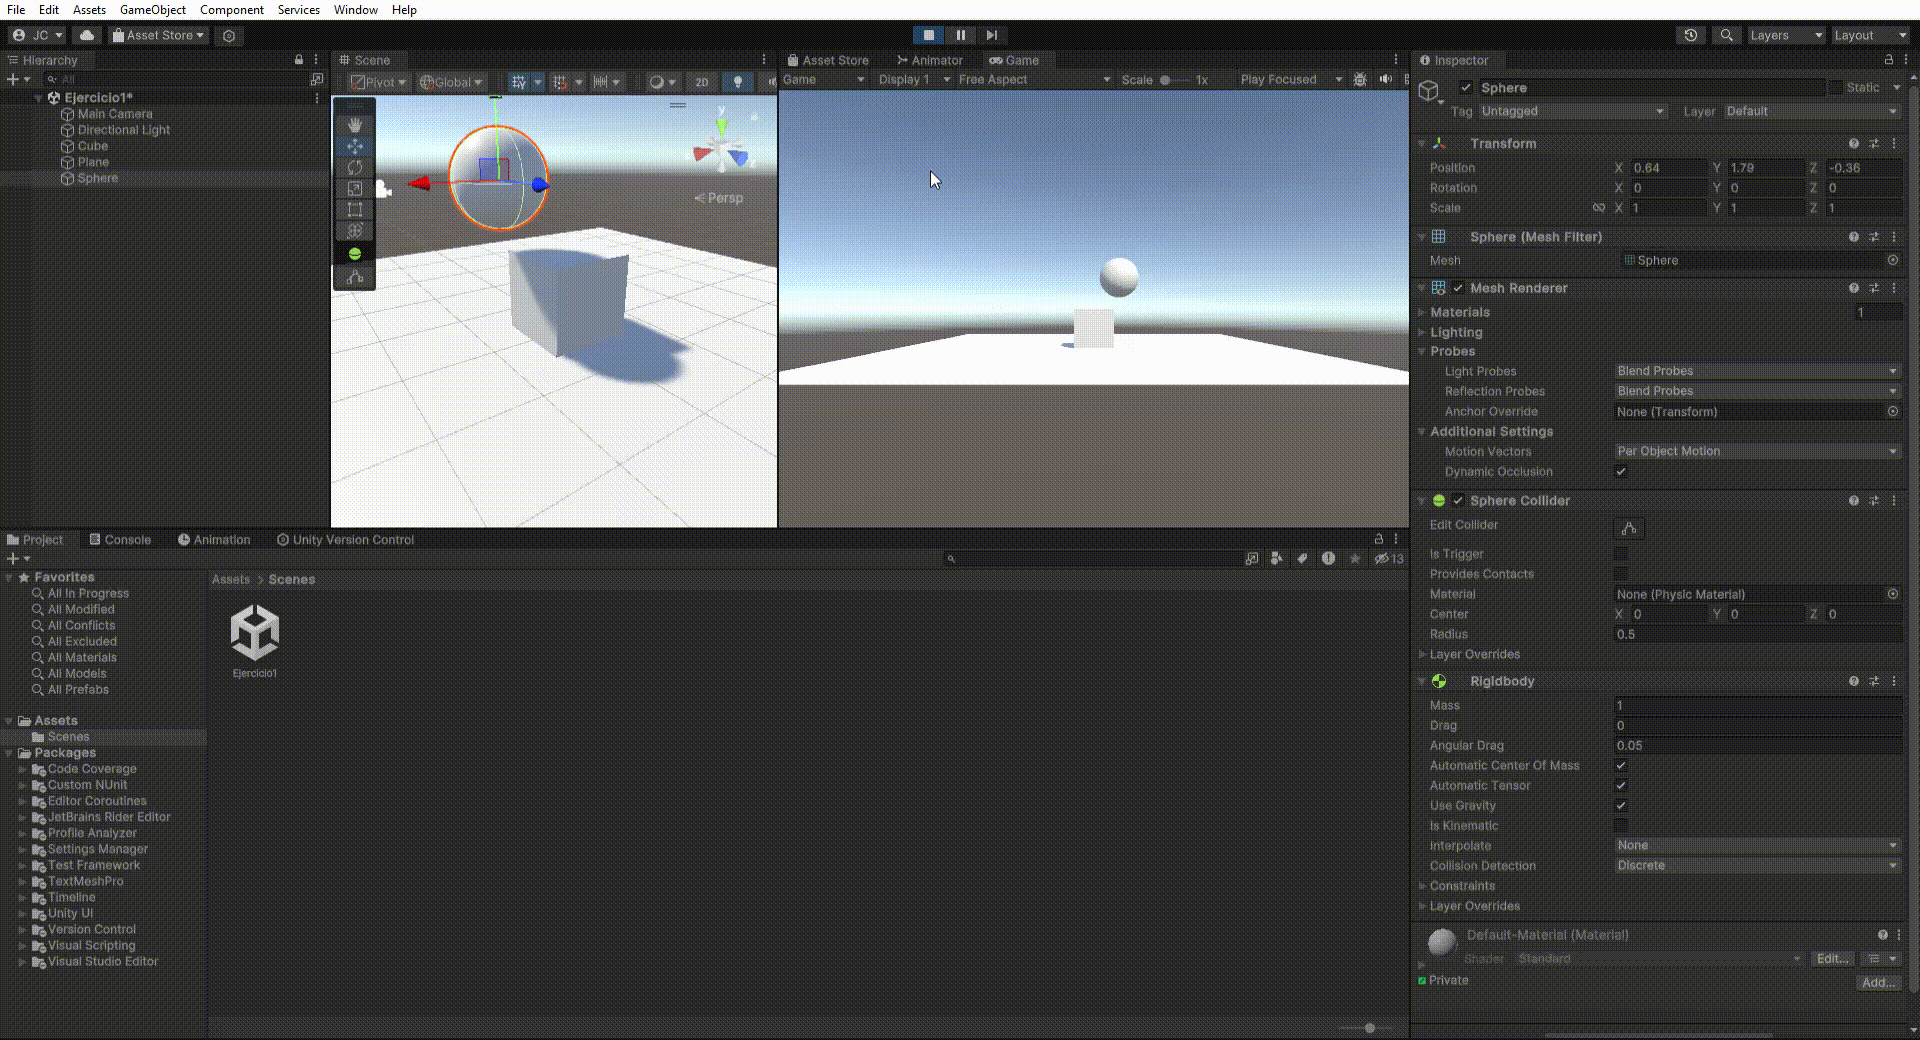 File Edit Assets GameObject Component Services Window Help
JC Asset Store Layers Layout
Hierarchy
All
Ejercicio1*
Main Camera
Directional Light
Cube
Plane
Sphere
Scene
Pivot Global 2D
y
Persp
Asset Store Animator Game
Game Display 1 Free Aspect Scale 1x Play Focused
Inspector
Sphere Static
Tag Untagged Layer Default
Transform
Position X 0.64 Y 1.79 Z -0.36
Rotation X 0 Y 0 Z 0
Scale X 1 Y 1 Z 1
Sphere (Mesh Filter)
Mesh Sphere
Mesh Renderer
Materials 1
Lighting
Probes
Light Probes Blend Probes
Reflection Probes Blend Probes
Anchor Override None (Transform)
Additional Settings
Motion Vectors Per Object Motion
Dynamic Occlusion
Sphere Collider
Edit Collider
Is Trigger
Provides Contacts
Material None (Physic Material)
Center X 0 Y 0 Z 0
Radius 0.5
Layer Overrides
Rigidbody
Mass 1
Drag 0
Angular Drag 0.05
Automatic Center Of Mass
Automatic Tensor
Use Gravity
Is Kinematic
Interpolate None
Collision Detection Discrete
Constraints
Layer Overrides
Default-Material (Material)
Shader Standard Edit...
Private
Add...
Project Console Animation Unity Version Control
13
Favorites
All In Progress
All Modified
All Conflicts
All Excluded
All Materials
All Models
All Prefabs
Assets
Scenes
Packages
Code Coverage
Custom NUnit
Editor Coroutines
JetBrains Rider Editor
Profile Analyzer
Settings Manager
Test Framework
TextMeshPro
Timeline
Unity UI
Version Control
Visual Scripting
Visual Studio Editor
Assets > Scenes
Ejercicio1